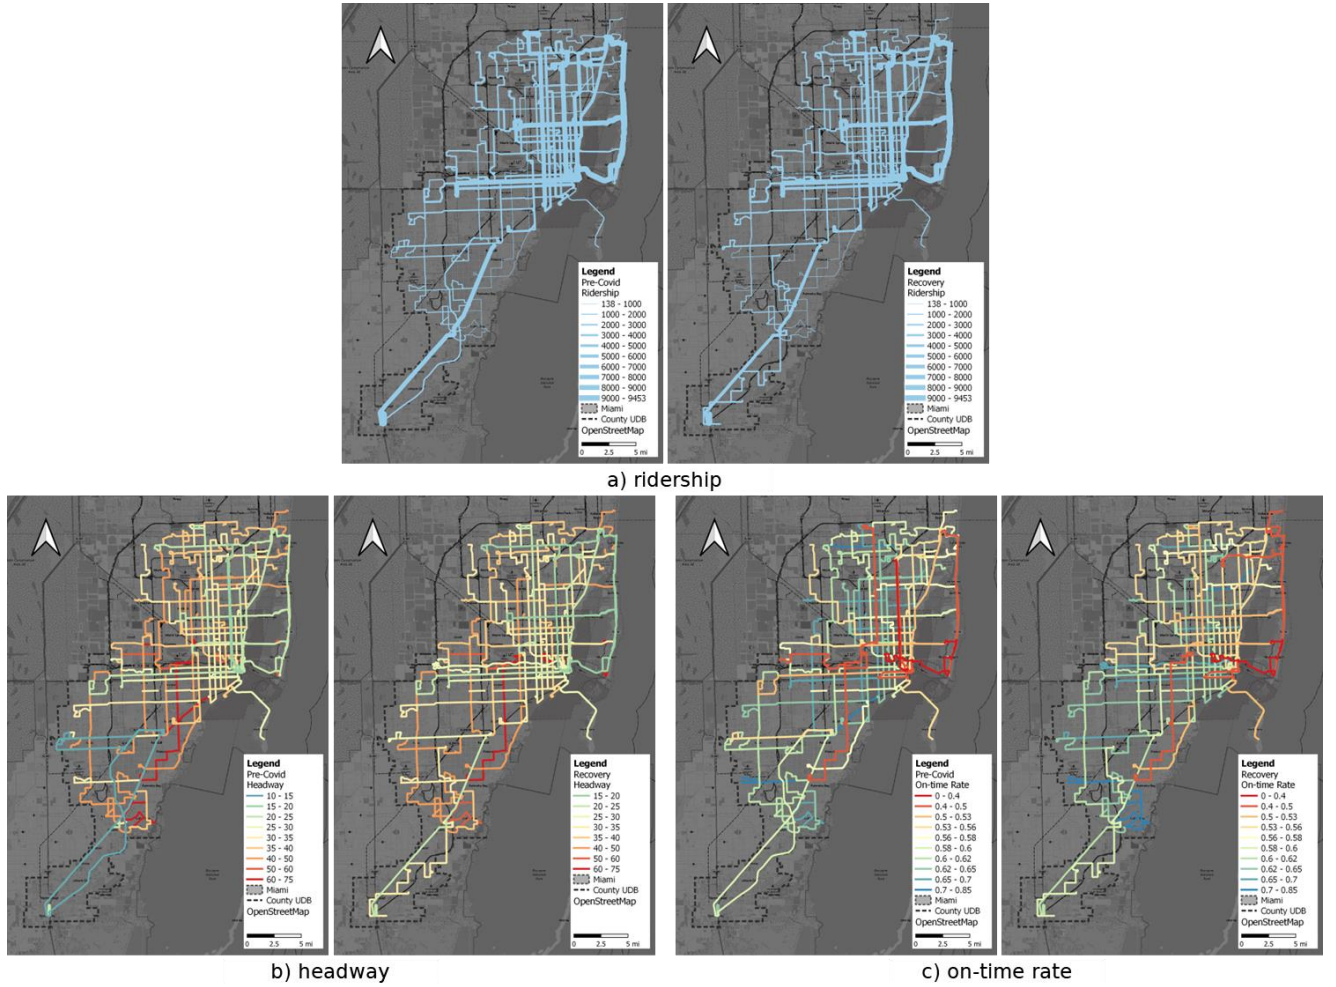 Legend
Pre-Covid
Ridership
138 - 1000
1000 - 2000
2000 - 3000
3000 - 4000
4000 - 5000
5000 - 6000
6000 - 7000
7000 - 8000
8000 - 9000
9000 - 9453
Miami
County UDB
OpenStreetMap
0 2.5 5 mi
Legend
Recovery
Ridership
138 - 1000
1000 - 2000
2000 - 3000
3000 - 4000
4000 - 5000
5000 - 6000
6000 - 7000
7000 - 8000
8000 - 9000
9000 - 9453
Miami
County UDB
OpenStreetMap
0 2.5 5 mi
a) ridership
Legend
Pre-Covid
Headway
10 - 15
15 - 20
20 - 25
25 - 30
30 - 35
35 - 40
40 - 50
50 - 60
60 - 75
Miami
County UDB
OpenStreetMap
0 2.5 5 mi
Legend
Recovery
Headway
15 - 20
20 - 25
25 - 30
30 - 35
35 - 40
40 - 50
50 - 60
60 - 75
Miami
County UDB
OpenStreetMap
0 2.5 5 mi
b) headway
Legend
Pre-Covid
On-time Rate
0 - 0.4
0.4 - 0.5
0.5 - 0.53
0.53 - 0.56
0.56 - 0.58
0.58 - 0.6
0.6 - 0.62
0.62 - 0.65
0.65 - 0.7
0.7 - 0.85
Miami
County UDB
OpenStreetMap
0 2.5 5 mi
Legend
Recovery
On-time Rate
0 - 0.4
0.4 - 0.5
0.5 - 0.53
0.53 - 0.56
0.56 - 0.58
0.58 - 0.6
0.6 - 0.62
0.62 - 0.65
0.65 - 0.7
0.7 - 0.85
Miami
County UDB
OpenStreetMap
0 2.5 5 mi
c) on-time rate